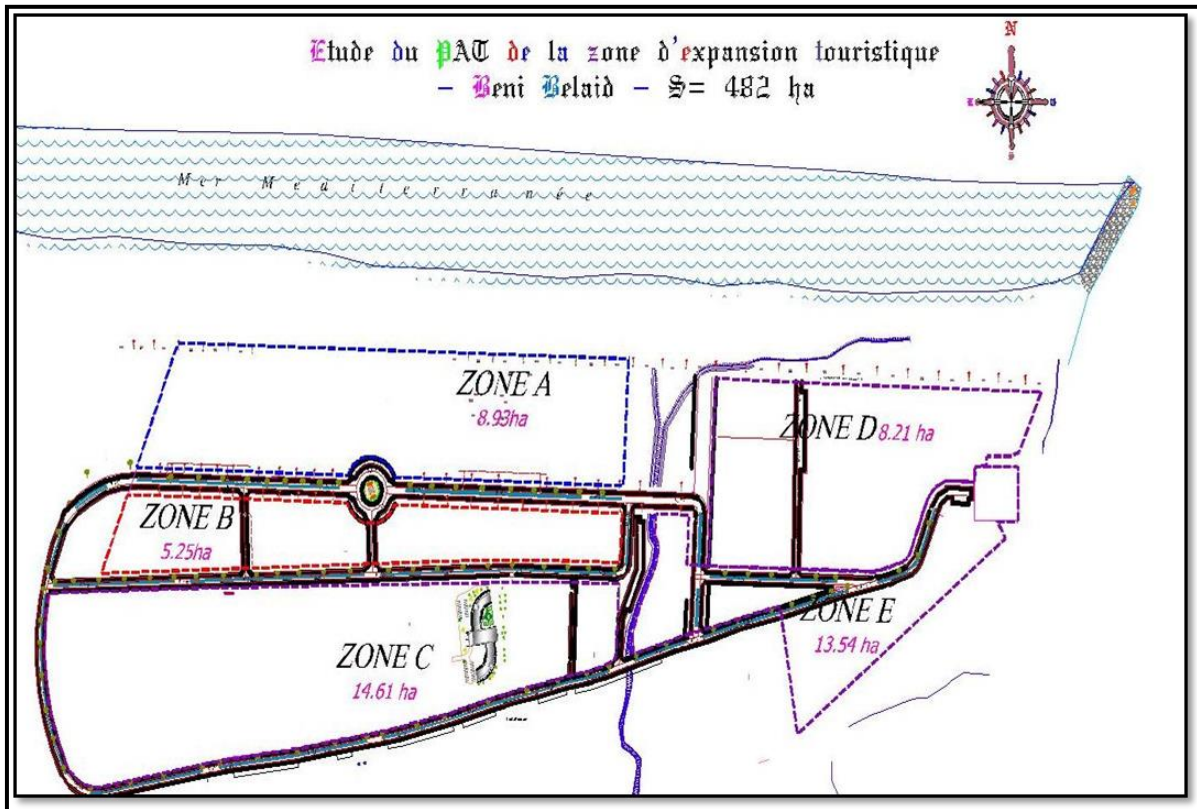 Etude du PAT de la zone d'expansion touristique
- Beni Belaid - S= 482 ha
N
S
Mer Mediterranée
ZONE A
8.93ha
ZONE D 8.21 ha
ZONE B
5.25ha
ZONE E
13.54 ha
ZONE C
14.61 ha